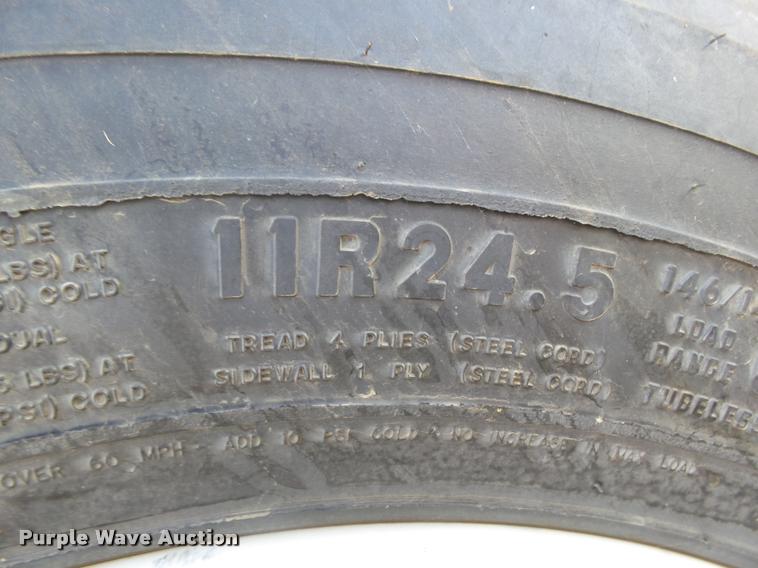 GLE
LBS) AT
SI) COLD
DUAL
LBS) AT
PSI) COLD
11R24.5
TREAD 4 PLIES (STEEL CORD)
SIDEWALL 1 PLY (STEEL CORD)
146/14
LOAD
RANGE
TUBELESS
OVER 60 MPH - ADD 10 PSI COLD - NO INCREASE IN MAX LOAD
Purple Wave Auction